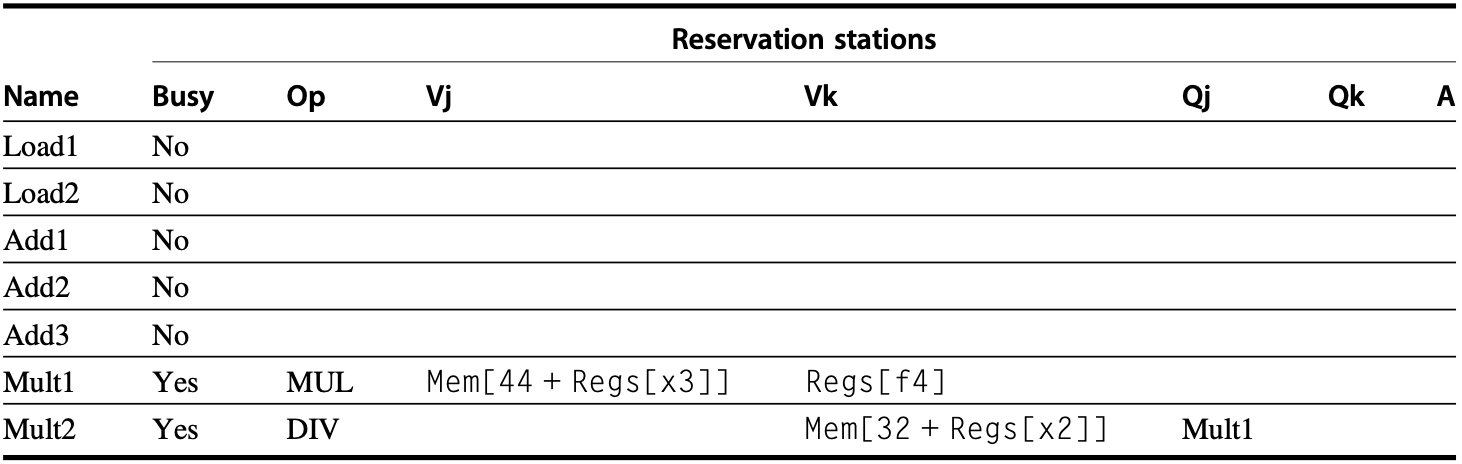 Reservation stations
Name Busy Op Vj Vk Qj Qk A
Load1 No
Load2 No
Add1 No
Add2 No
Add3 No
Mult1 Yes MUL Mem[44 + Regs[x3]] Regs[f4]
Mult2 Yes DIV Mem[32 + Regs[x2]] Mult1